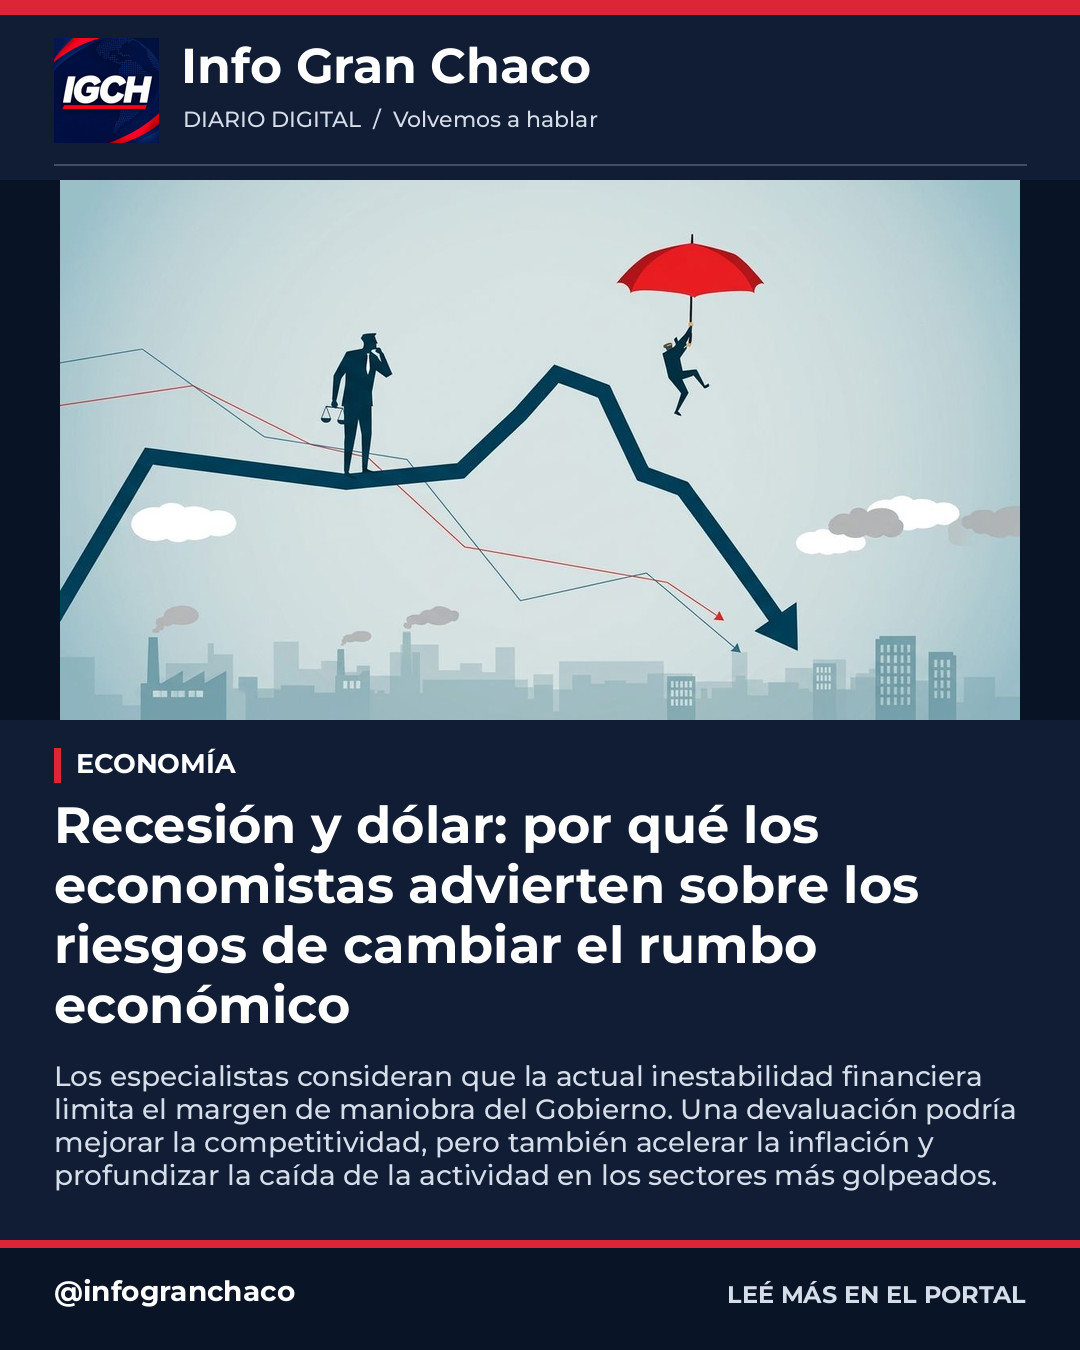 IGCH
Info Gran Chaco
DIARIO DIGITAL / Volvemos a hablar
ECONOMÍA
Recesión y dólar: por qué los
economistas advierten sobre los
riesgos de cambiar el rumbo
económico
Los especialistas consideran que la actual inestabilidad financiera
limita el margen de maniobra del Gobierno. Una devaluación podría
mejorar la competitividad, pero también acelerar la inflación y
profundizar la caída de la actividad en los sectores más golpeados.
@infogranchaco
LEÉ MÁS EN EL PORTAL